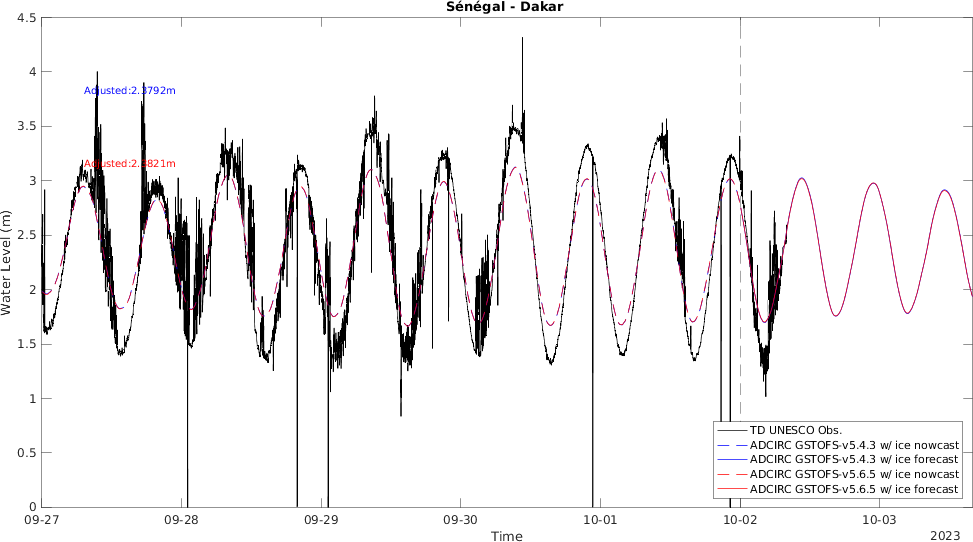 Sénégal - Dakar
4.5
4
3.5
3
2.5
2
1.5
1
0.5
0
Water Level (m)
Adjusted:2.3792m
Adjusted:2.3821m
TD UNESCO Obs.
ADCIRC GSTOFS-v5.4.3 w/ ice nowcast
ADCIRC GSTOFS-v5.4.3 w/ ice forecast
ADCIRC GSTOFS-v5.6.5 w/ ice nowcast
ADCIRC GSTOFS-v5.6.5 w/ ice forecast
09-27 09-28 09-29 09-30 10-01 10-02 10-03
Time
2023